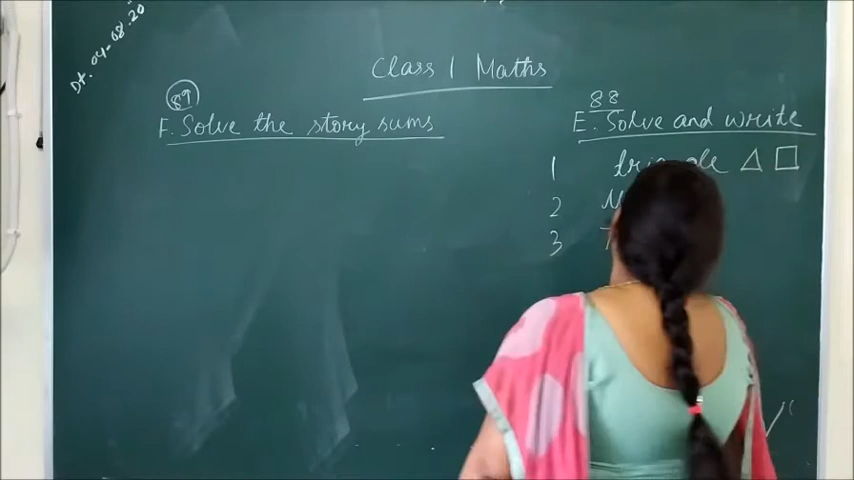 Dt. 04-08.20
Class 1 Maths
89
F. Solve the story sums
88
E. Solve and write
1 triangle △ □
2
3